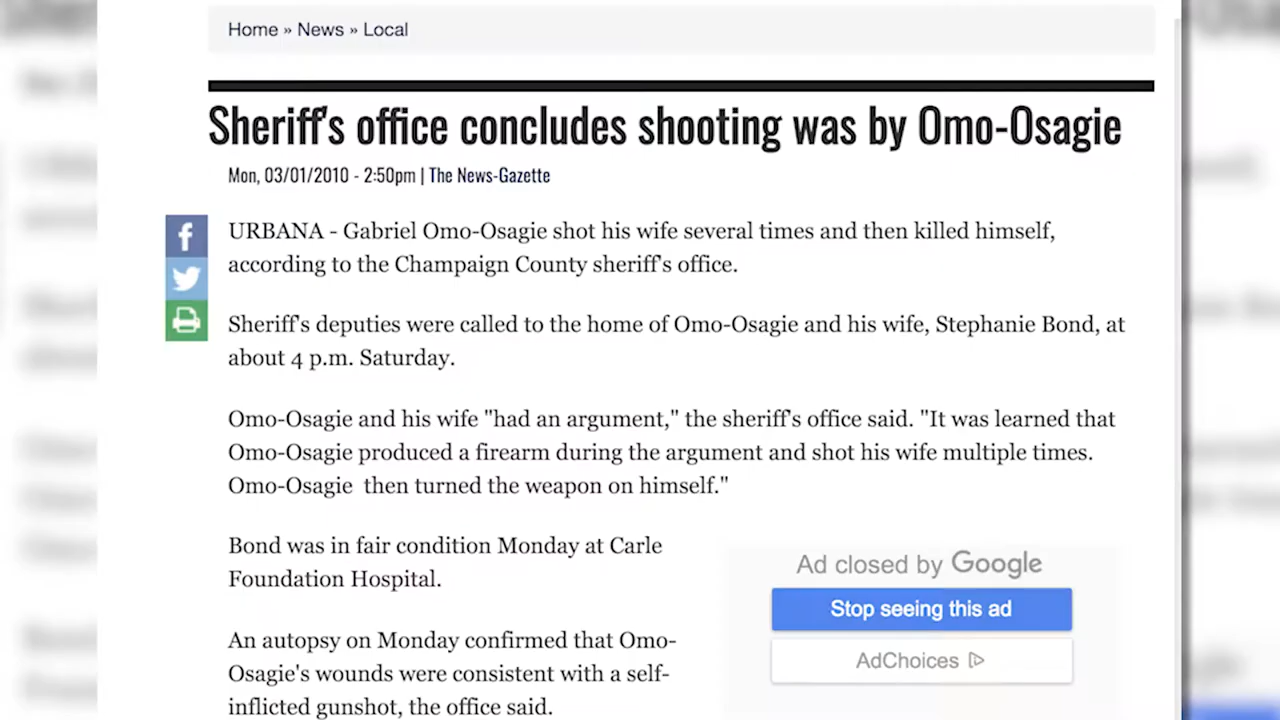 Home » News » Local
Sheriff's office concludes shooting was by Omo-Osagie
Mon, 03/01/2010 - 2:50pm | The News-Gazette
URBANA - Gabriel Omo-Osagie shot his wife several times and then killed himself,
according to the Champaign County sheriff's office.
Sheriff's deputies were called to the home of Omo-Osagie and his wife, Stephanie Bond, at
about 4 p.m. Saturday.
Omo-Osagie and his wife "had an argument," the sheriff's office said. "It was learned that
Omo-Osagie produced a firearm during the argument and shot his wife multiple times.
Omo-Osagie then turned the weapon on himself."
Bond was in fair condition Monday at Carle
Foundation Hospital.
An autopsy on Monday confirmed that Omo-
Osagie's wounds were consistent with a self-
inflicted gunshot, the office said.
Ad closed by Google
Stop seeing this ad
AdChoices